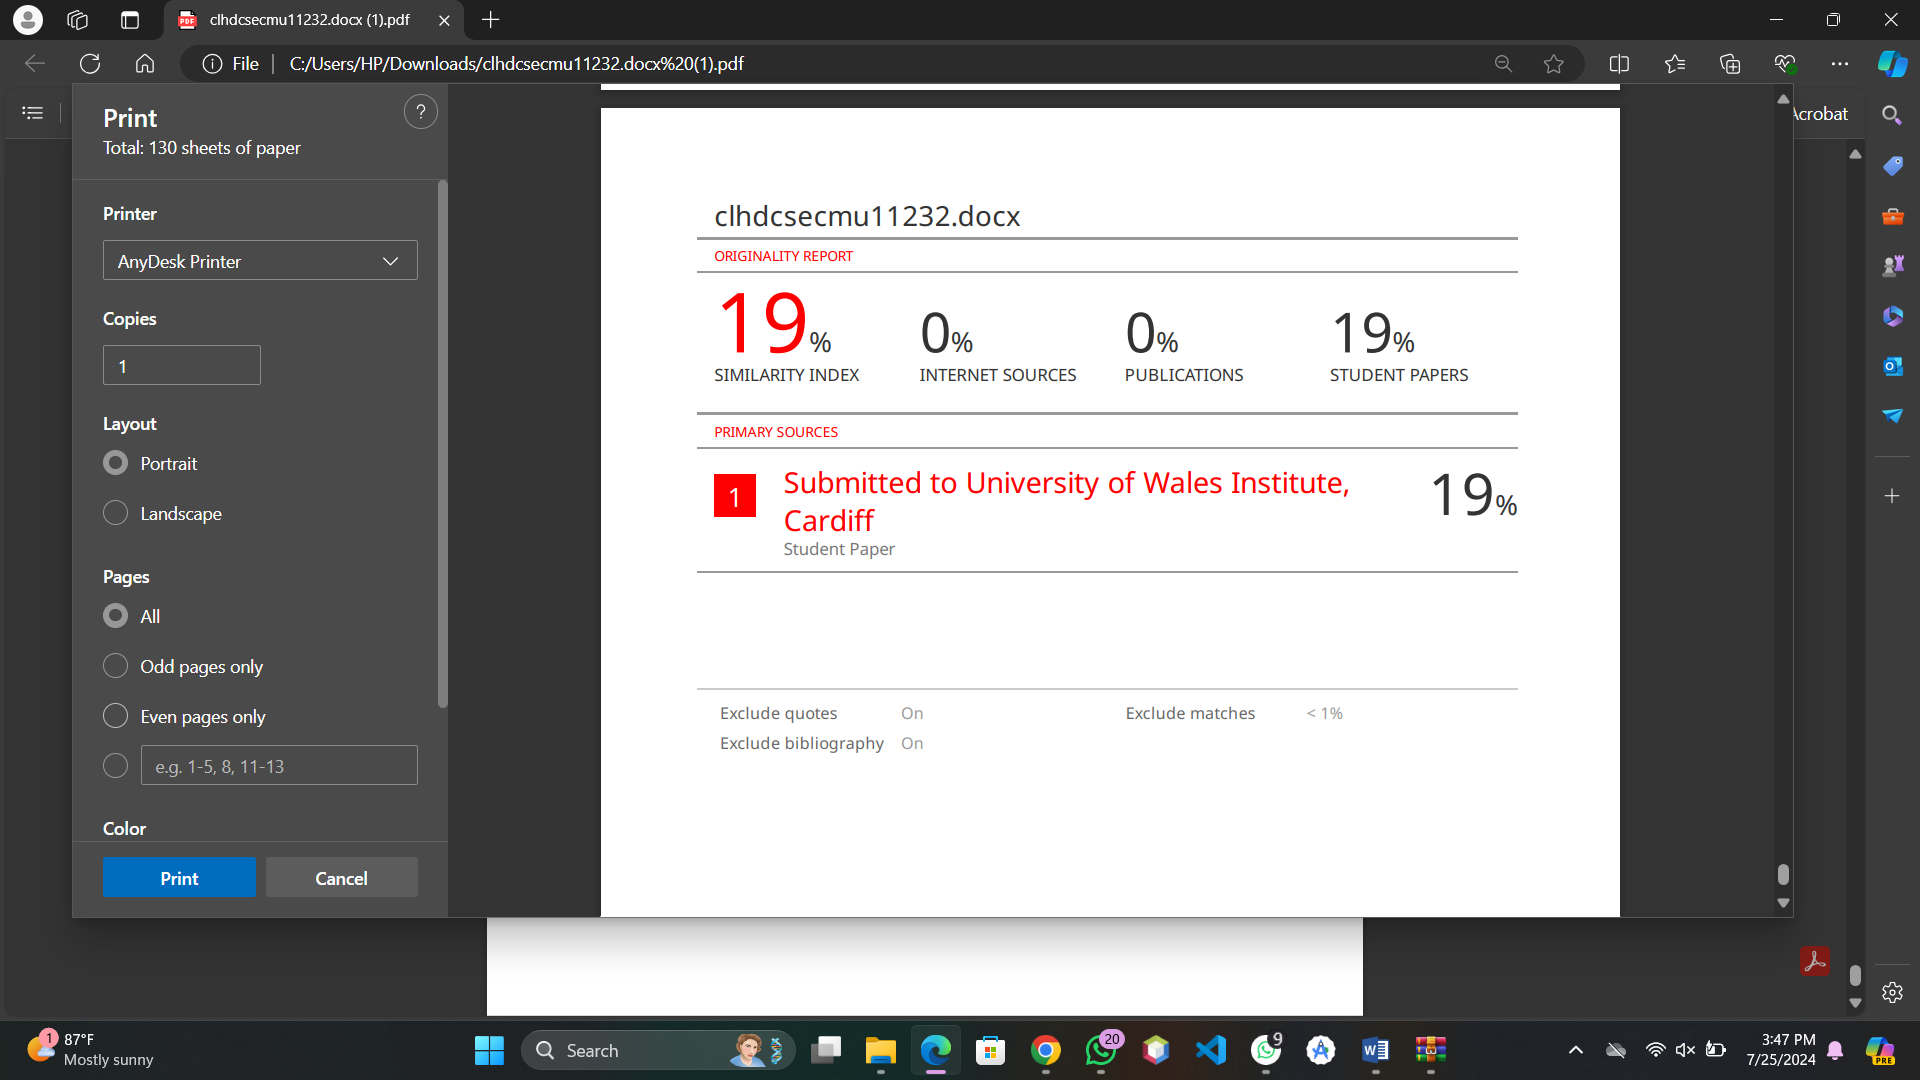 clhdcsecmu11232.docx (1).pdf
File
C:/Users/HP/Downloads/clhdcsecmu11232.docx%20(1).pdf
Print
?
Total: 130 sheets of paper
Printer
AnyDesk Printer
Copies
1
Layout
Portrait
Landscape
Pages
All
Odd pages only
Even pages only
e.g. 1-5, 8, 11-13
Color
Print
Cancel
Acrobat
clhdcsecmu11232.docx
ORIGINALITY REPORT
19% 0% 0% 19%
SIMILARITY INDEX INTERNET SOURCES PUBLICATIONS STUDENT PAPERS
PRIMARY SOURCES
1 Submitted to University of Wales Institute, 19%
Cardiff
Student Paper
Exclude quotes On Exclude matches < 1%
Exclude bibliography On
1
87°F
Mostly sunny
Search
20
9
3:47 PM
7/25/2024
PRE